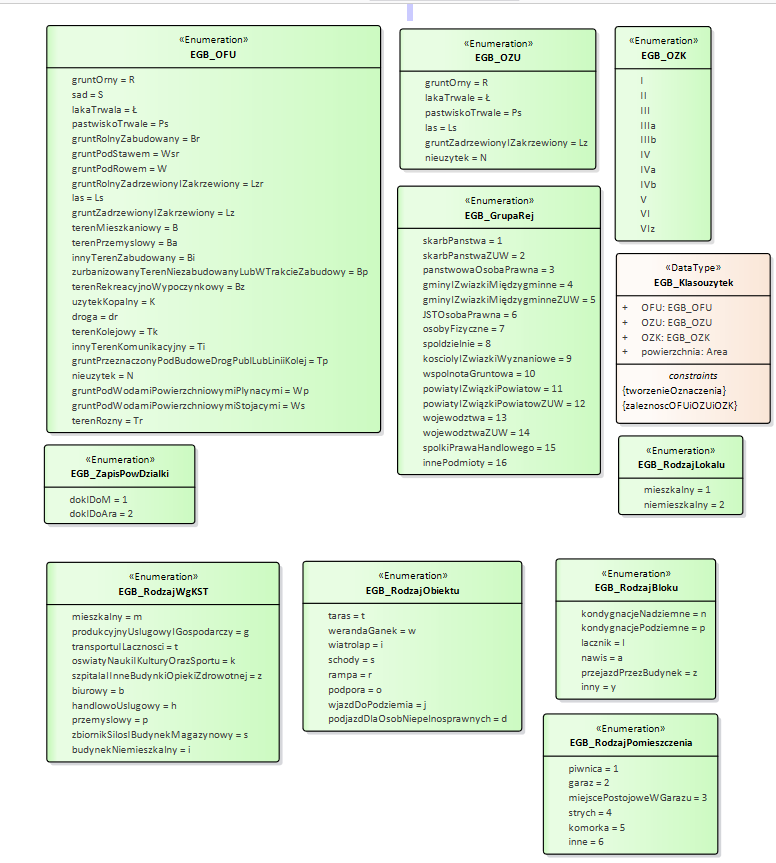 «Enumeration»
EGB_OFU
gruntOrny = R
sad = S
lakaTrwala = Ł
pastwiskoTrwale = Ps
gruntRolnyZabudowany = Br
gruntPodStawem = Wsr
gruntPodRowem = W
gruntRolnyZadrzewionyIZakrzewiony = Lzr
las = Ls
gruntZadrzewionyIZakrzewiony = Lz
terenMieszkaniowy = B
terenPrzemyslowy = Ba
innyTerenZabudowany = Bi
zurbanizowanyTerenNiezabudowanyLubWTrakcieZabudowy = Bp
terenRekreacyjnoWypoczynkowy = Bz
uzytekKopalny = K
droga = dr
terenKolejowy = Tk
innyTerenKomunikacyjny = Ti
gruntPrzeznaczonyPodBudoweDrogPublLubLiniiKolej = Tp
nieuzytek = N
gruntPodWodamiPowierzchniowymiPlynacymi = Wp
gruntPodWodamiPowierzchniowymiStojacymi = Ws
terenRozny = Tr
«Enumeration»
EGB_OZU
gruntOrny = R
lakaTrwale = Ł
pastwiskoTrwale = Ps
las = Ls
gruntZadrzewionyIZakrzewiony = Lz
nieuzytek = N
«Enumeration»
EGB_OZK
I
II
III
IIIa
IIIb
IV
IVa
IVb
V
VI
VIz
«Enumeration»
EGB_GrupaRej
skarbPanstwa = 1
skarbPanstwaZUW = 2
panstwowaOsobaPrawna = 3
gminyIZwiazkiMiędzygminne = 4
gminyIZwiazkiMiędzygminneZUW = 5
JSTOsobaPrawna = 6
osobyFizyczne = 7
spoldzielnie = 8
koscioly​IZwiazkiWyznaniowe = 9
wspolnotaGruntowa = 10
powiatyIZwiązkiPowiatow = 11
powiatyIZwiązkiPowiatowZUW = 12
wojewodztwa = 13
wojewodztwaZUW = 14
spolkiPrawaHandlowego = 15
innePodmioty = 16
«DataType»
EGB_Klasouzytek
+ OFU: EGB_OFU
+ OZU: EGB_OZU
+ OZK: EGB_OZK
+ powierzchnia: Area
constraints
{tworzenieOznaczenia}
{zaleznoscOFUiOZUiOZK}
«Enumeration»
EGB_ZapisPowDzialki
doklDoM = 1
doklDoAra = 2
«Enumeration»
EGB_RodzajLokalu
mieszkalny = 1
niemieszkalny = 2
«Enumeration»
EGB_RodzajWgKST
mieszkalny = m
produkcyjnyUslugowyIGospodarczy = g
transportuILacznosci = t
oswiatyNaukiIKulturyOrazSportu = k
szpitalaIInneBudynkiOpiekiZdrowotnej = z
biurowy = b
handlowoUslugowy = h
przemyslowy = p
zbiornikSilosIBudynekMagazynowy = s
budynekNiemieszkalny = i
«Enumeration»
EGB_RodzajObiektu
taras = t
werandaGanek = w
wiatrolap = i
schody = s
rampa = r
podpora = o
wjazdDoPodziemia = j
podjazdDlaOsobNiepelnosprawnych = d
«Enumeration»
EGB_RodzajBloku
kondygnacjeNadziemne = n
kondygnacjePodziemne = p
lacznik = l
nawis = a
przejazdPrzezBudynek = z
inny = y
«Enumeration»
EGB_RodzajPomieszczenia
piwnica = 1
garaz = 2
miejscePostojoweWGarazu = 3
strych = 4
komorka = 5
inne = 6